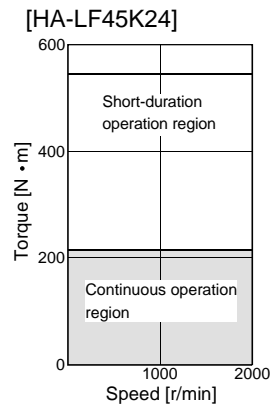 [HA-LF45K24]
600
Short-duration
operation region
400
Torque [N •m]
200
Continuous operation
region
0
1000
2000
Speed [r/min]